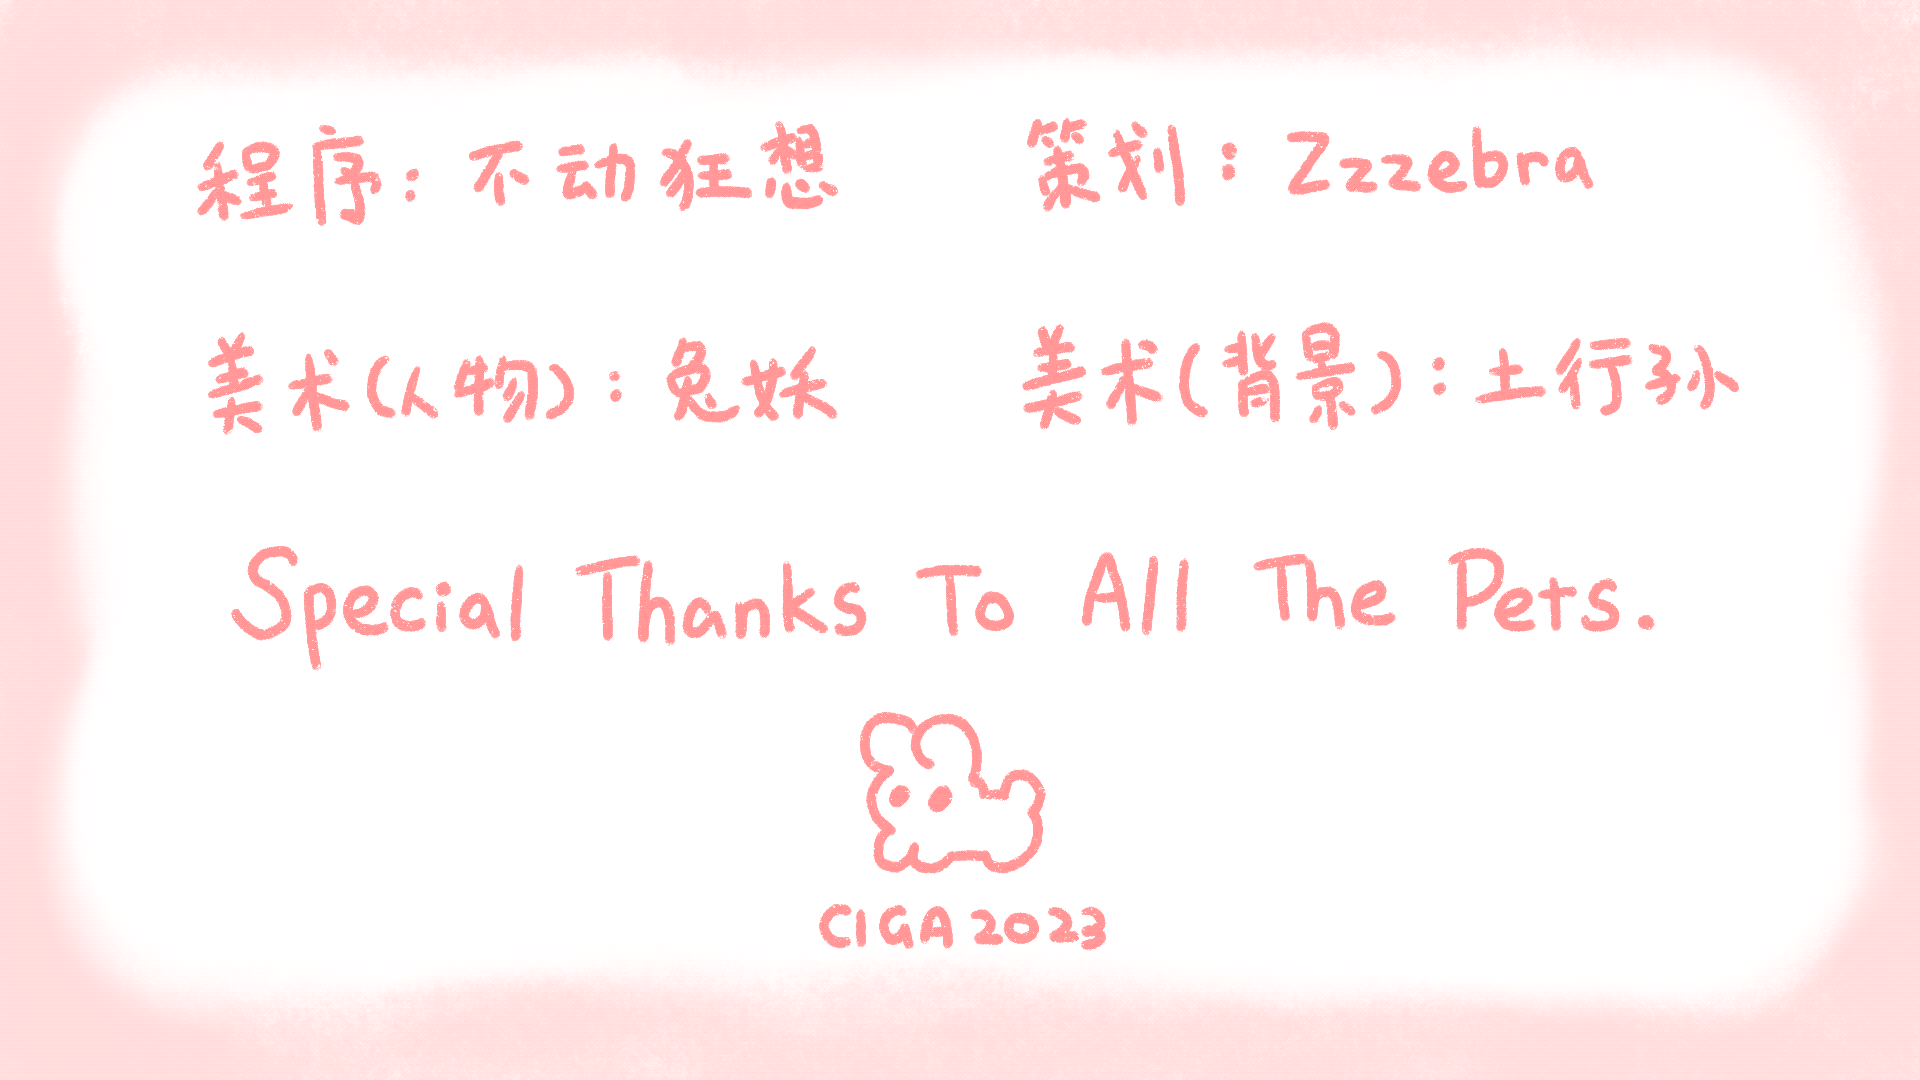 程序：不动狂想 策划：Zzzebra
美术(人物)：兔妖 美术(背景)：土行孙
Special Thanks To All The Pets.
CIGA 2023